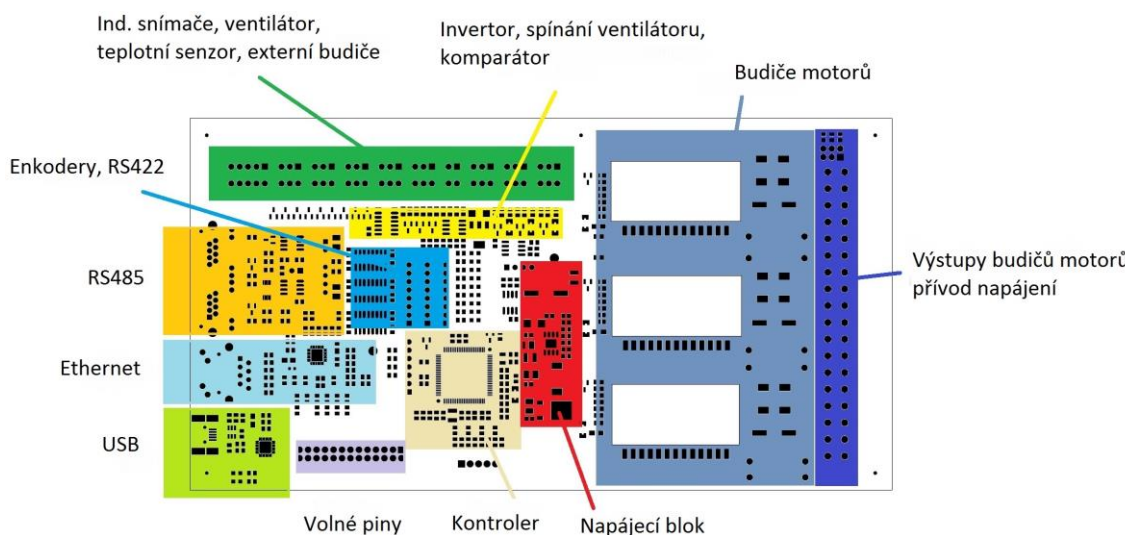 Ind. snímače, ventilátor,
teplotní senzor, externí budiče
Invertor, spínání ventilátoru,
komparátor
Budiče motorů
Enkodery, RS422
RS485
Výstupy budičů motorů
přívod napájení
Ethernet
USB
Volné piny
Kontroler
Napájecí blok